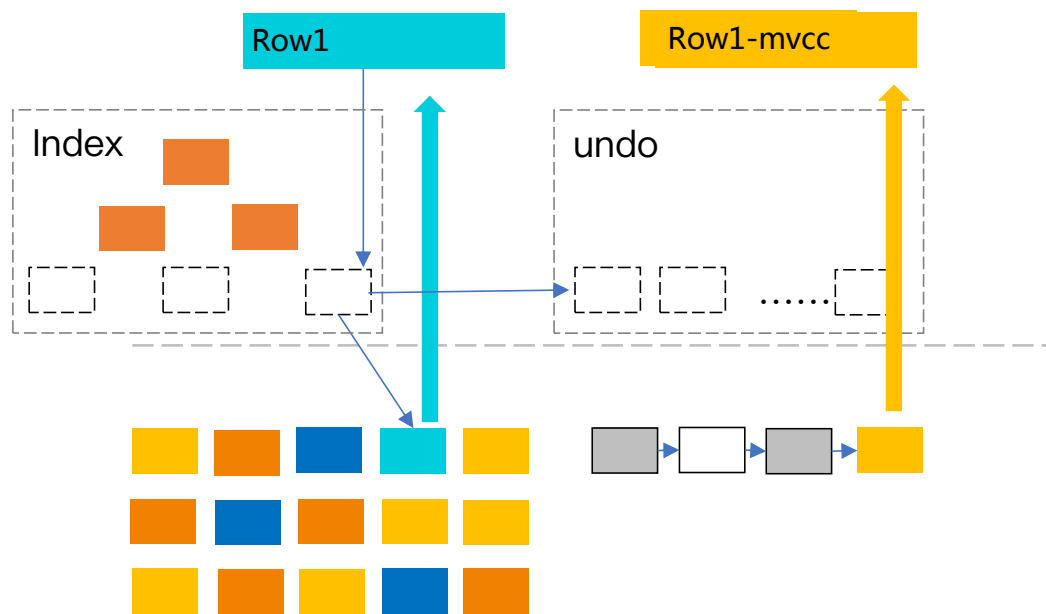 Row1
Row1-mvcc
Index
undo
......